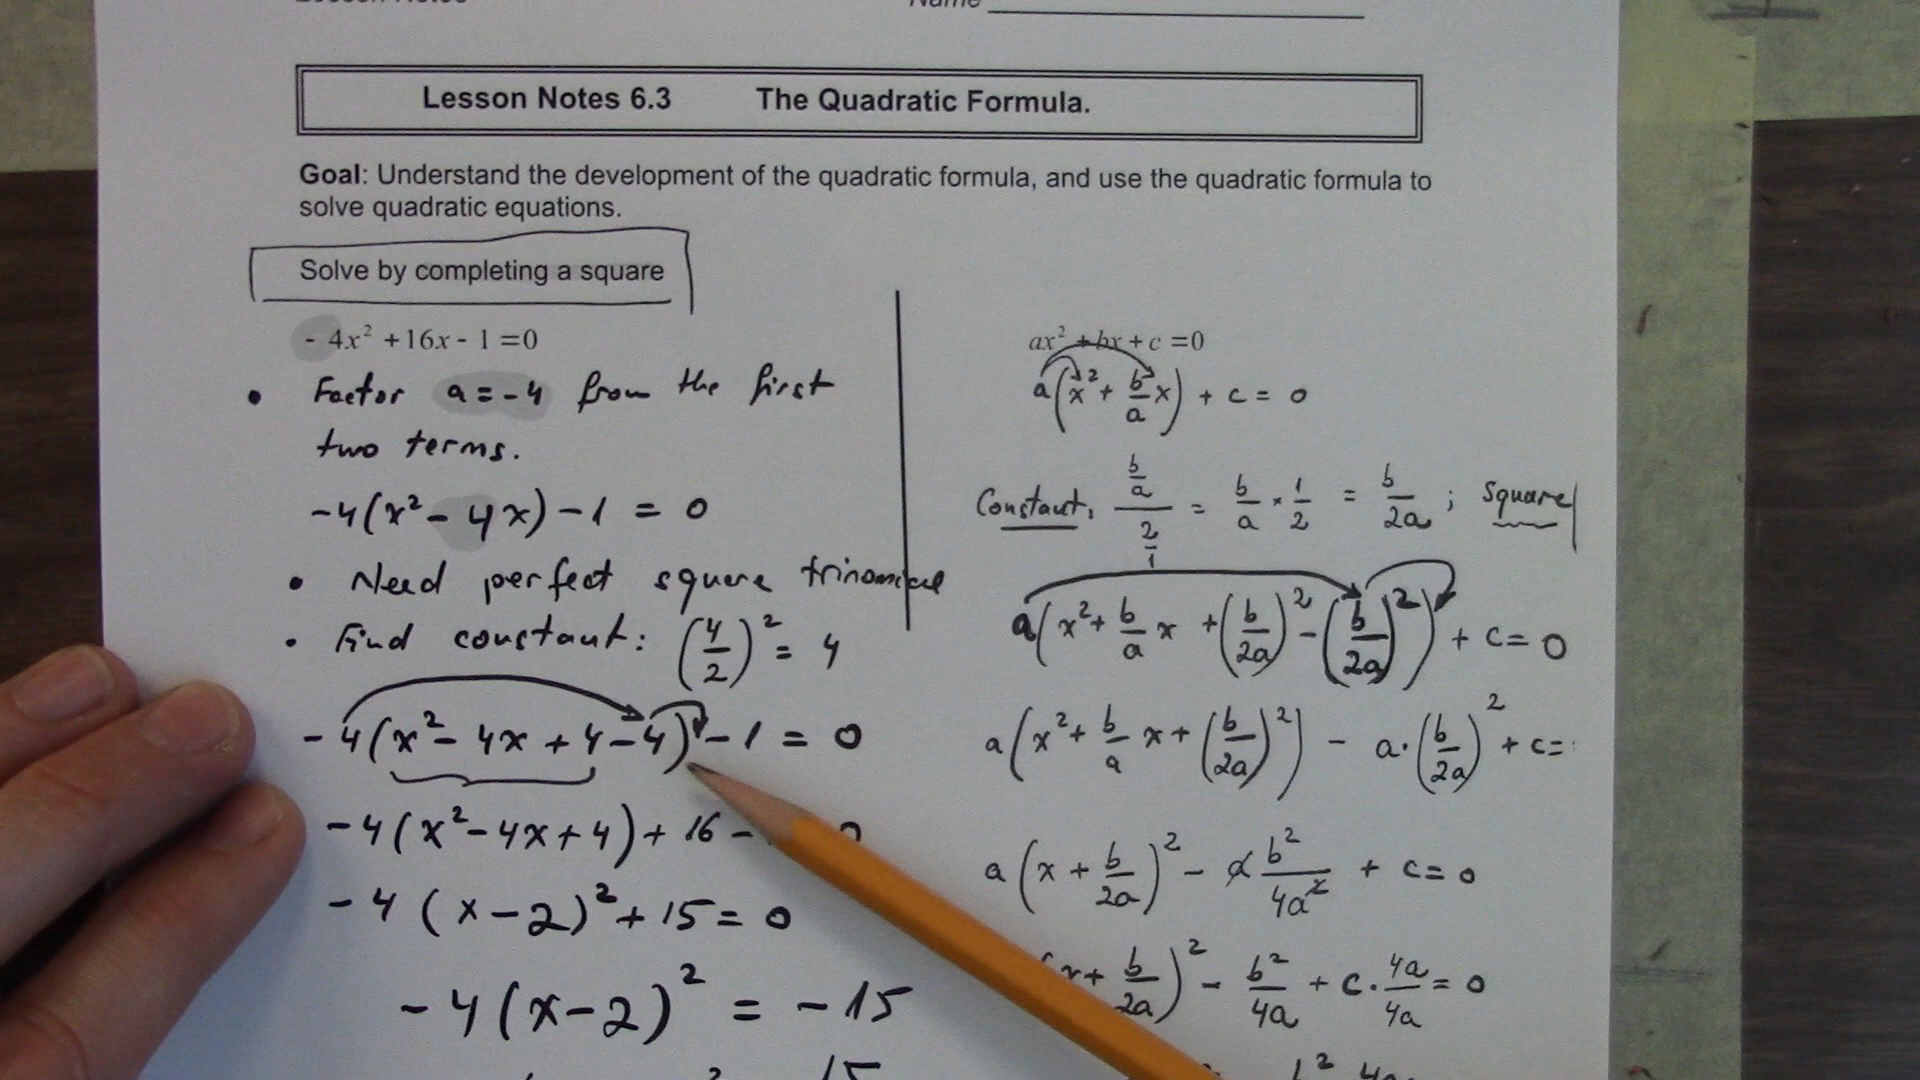 Lesson Notes 6.3 The Quadratic Formula.
Goal: Understand the development of the quadratic formula, and use the quadratic formula to
solve quadratic equations.
Solve by completing a square
- 4x² +16x - 1 =0
• Factor a = -4 from the first
two terms.
-4(x² - 4x) - 1 = 0
• Need perfect square trinomial
• Find constant: (4/2)² = 4
-4(x² - 4x + 4 - 4) - 1 = 0
-4(x² - 4x + 4) + 16 - 0
-4(x - 2)² + 15 = 0
-4(x - 2)² = -15
15
ax² + bx + c =0
a(x² + b/a x) + c = 0
Constant, (b/a)/(2/1) = b/a × 1/2 = b/2a ; square
a(x² + b/a x + (b/2a)² - (b/2a)²) + c = 0
a(x² + b/a x + (b/2a)²) - a·(b/2a)² + c =
a(x + b/2a)² - a b²/4a² + c = 0
x + b/2a)² - b²/4a + c · 4a/4a = 0